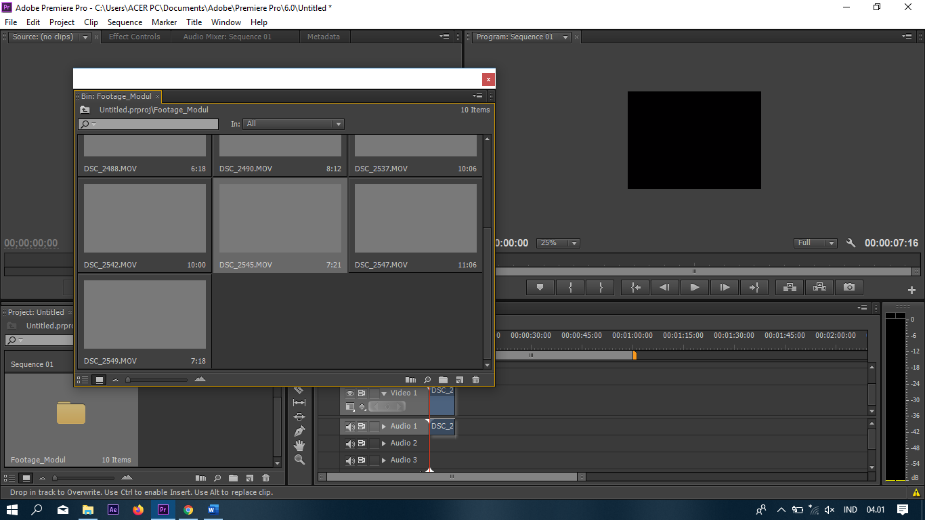 Adobe Premiere Pro - C:\Users\ACER PC\Documents\Adobe\Premiere Pro\6.0\Untitled *
File Edit Project Clip Sequence Marker Title Window Help
Source: (no clips) Effect Controls Audio Mixer: Sequence 01 Metadata Program: Sequence 01
Bin: Footage_Modul
Untitled.prproj\Footage_Modul 10 Items
In: All
DSC_2488.MOV 6:18 DSC_2490.MOV 8:12 DSC_2537.MOV 10:06
DSC_2542.MOV 10:00 DSC_2545.MOV 7:21 DSC_2547.MOV 11:06
DSC_2549.MOV 7:18
00;00;00;00 00:00:00 25% Full 00:00:07:16
Project: Untitled
Untitled.prpr
Sequence 01
Footage_Modul 10 Items
00:00:30:00 00:00:45:00 00:01:00:00 00:01:15:00 00:01:30:00 00:01:45:00 00:02:00:00
Video 1 DSC_2
Audio 1 DSC_2
Audio 2
Audio 3
0
-6
-12
-18
-24
-30
-36
-42
-48
-54
dB
Drop in track to Overwrite. Use Ctrl to enable Insert. Use Alt to replace clip.
IND 04.01